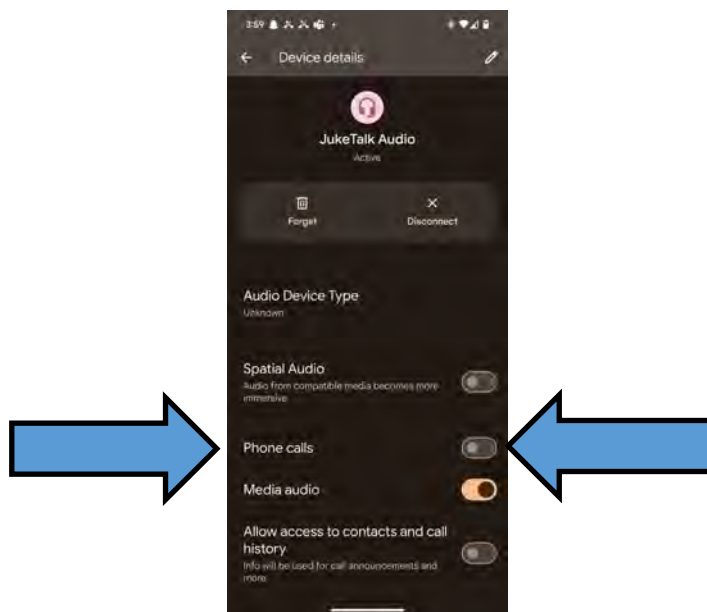 3:59
Device details
JukeTalk Audio
Active
Forget Disconnect
Audio Device Type
Unknown
Spatial Audio
Audio from compatible media becomes more
immersive
Phone calls
Media audio
Allow access to contacts and call
history
Info will be used for call announcements and
more